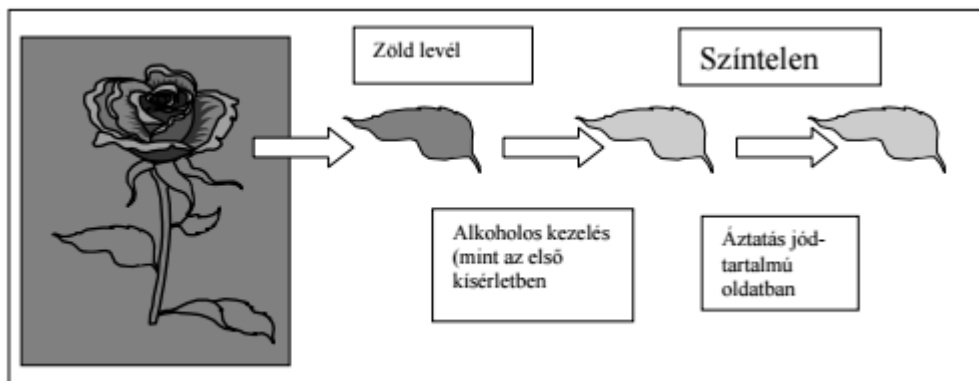 Zöld levél
Színtelen
Alkoholos kezelés
(mint az első
kísérletben
Áztatás jód-
tartalmú
oldatban